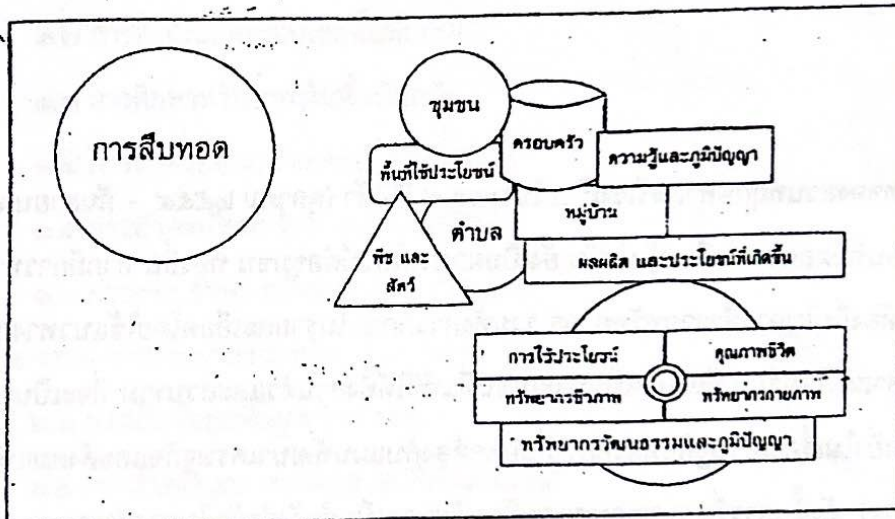 การสืบทอด
ชุมชน
ครอบครัว
ความรู้และภูมิปัญญา
พื้นที่ใช้ประโยชน์
หมู่บ้าน
ตำบล
พืช และ
สัตว์
ผลผลิต และประโยชน์ที่เกิดขึ้น
การใช้ประโยชน์
คุณภาพชีวิต
ทรัพยากรชีวภาพ
ทรัพยากรกายภาพ
ทรัพยากรวัฒนธรรมและภูมิปัญญา